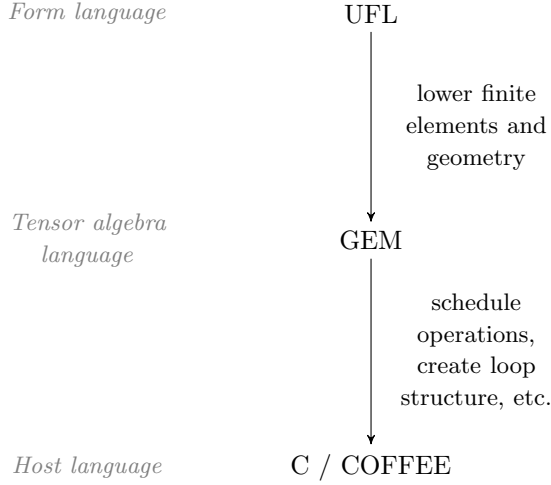 Form language
UFL
lower finite
elements and
geometry
Tensor algebra
language
GEM
schedule
operations,
create loop
structure, etc.
Host language
C / COFFEE